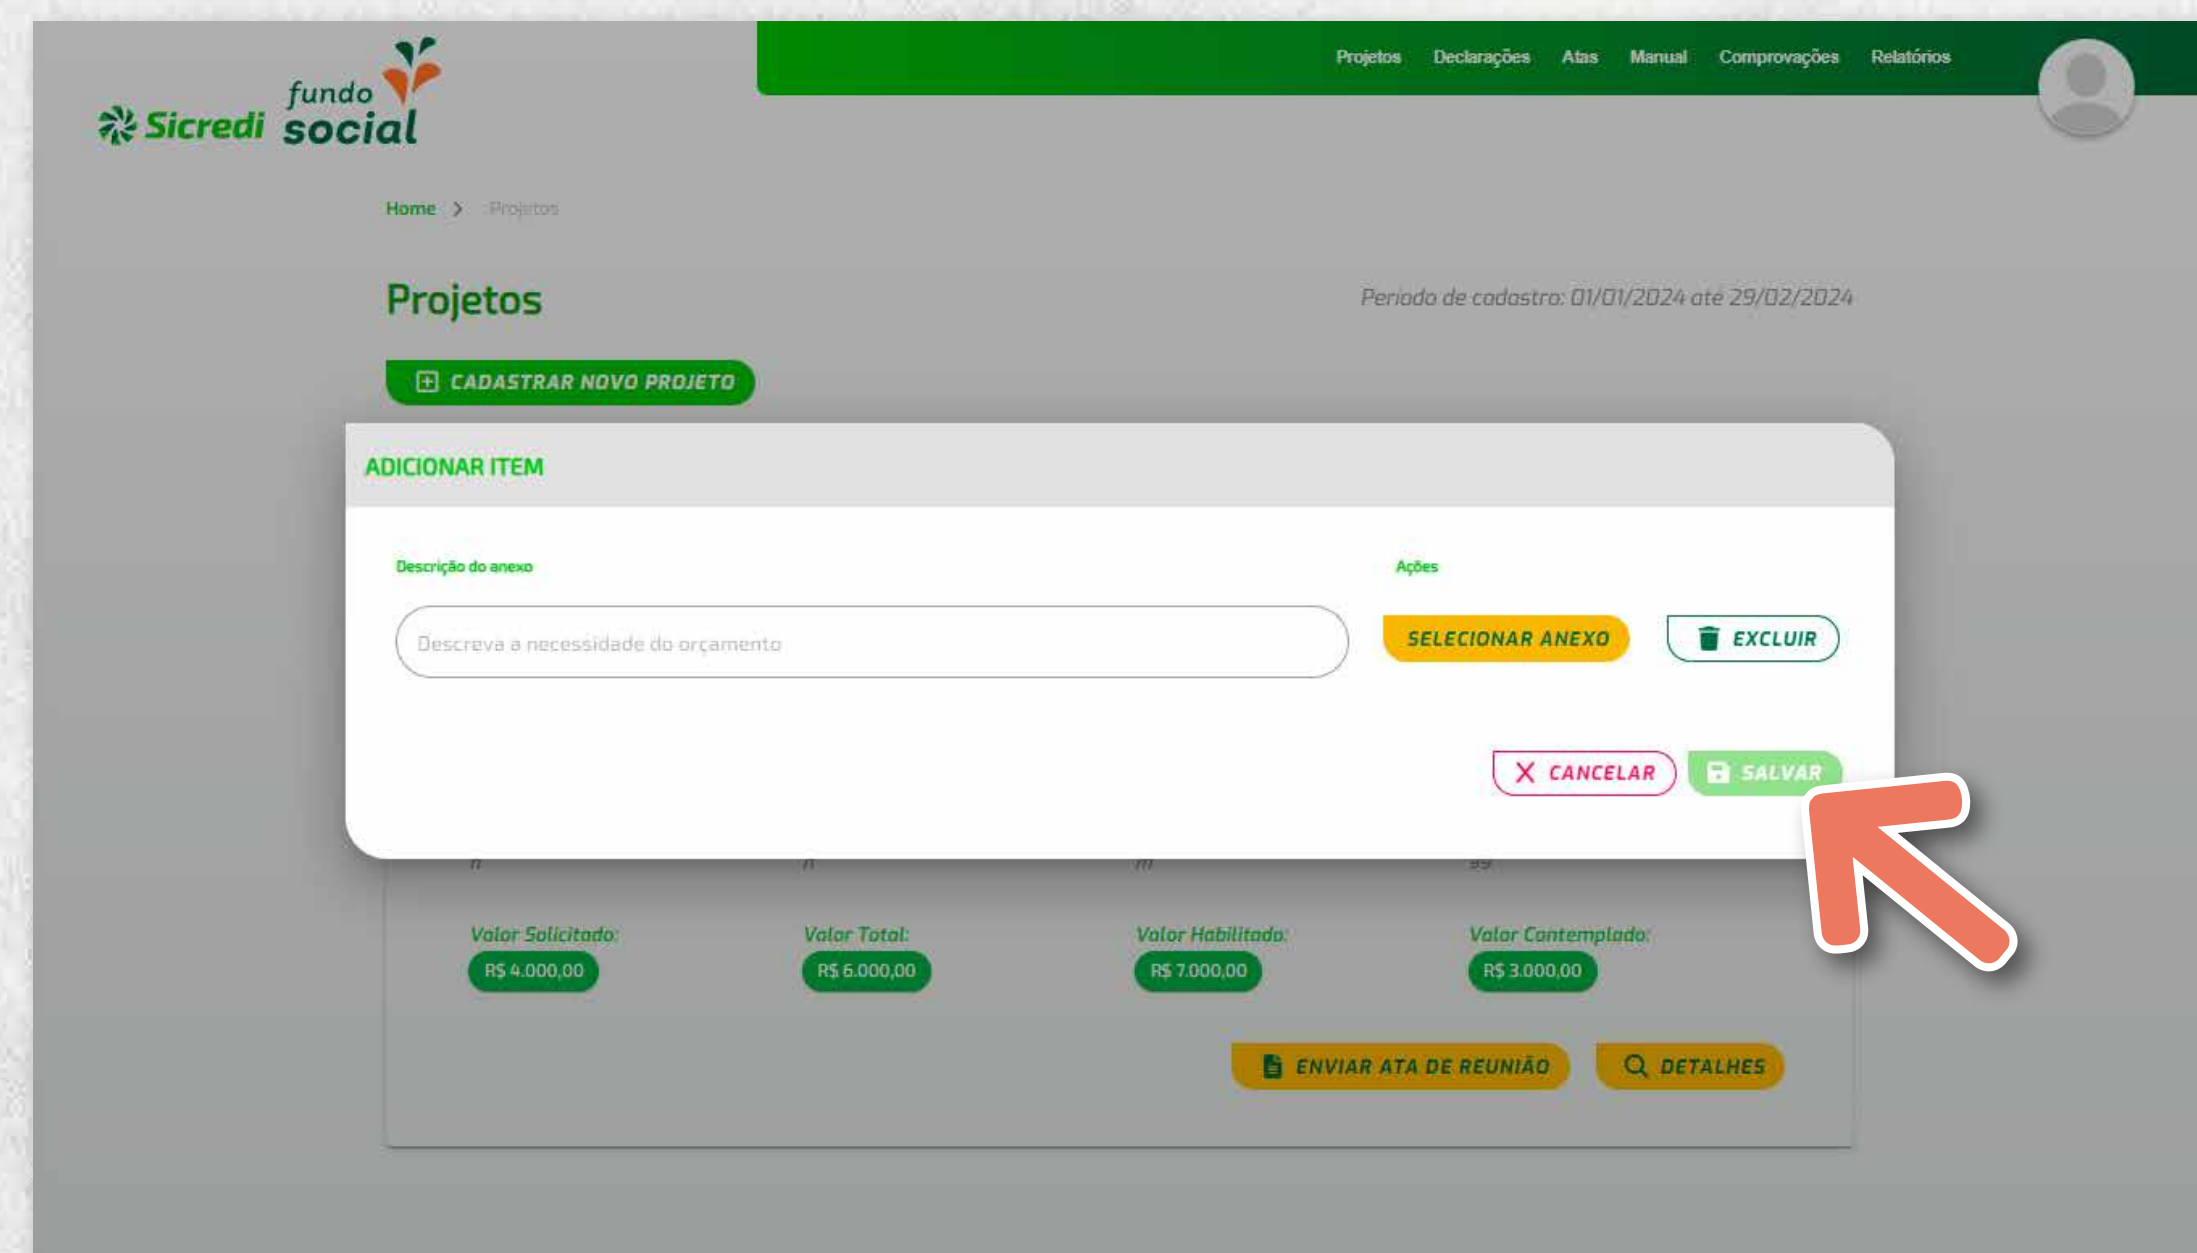 Projetos Declarações Atas Manual Comprovações Relatórios
Sicredi fundo social
Home > Projetos
Projetos
Período de cadastro: 01/01/2024 até 29/02/2024
CADASTRAR NOVO PROJETO
ADICIONAR ITEM
Descrição do anexo
Ações
Descreva a necessidade do orçamento
SELECIONAR ANEXO
EXCLUIR
CANCELAR
SALVAR
Valor Solicitado: Valor Total: Valor Habilitado: Valor Contemplado:
R$ 4.000,00 R$ 6.000,00 R$ 7.000,00 R$ 3.000,00
ENVIAR ATA DE REUNIÃO
DETALHES